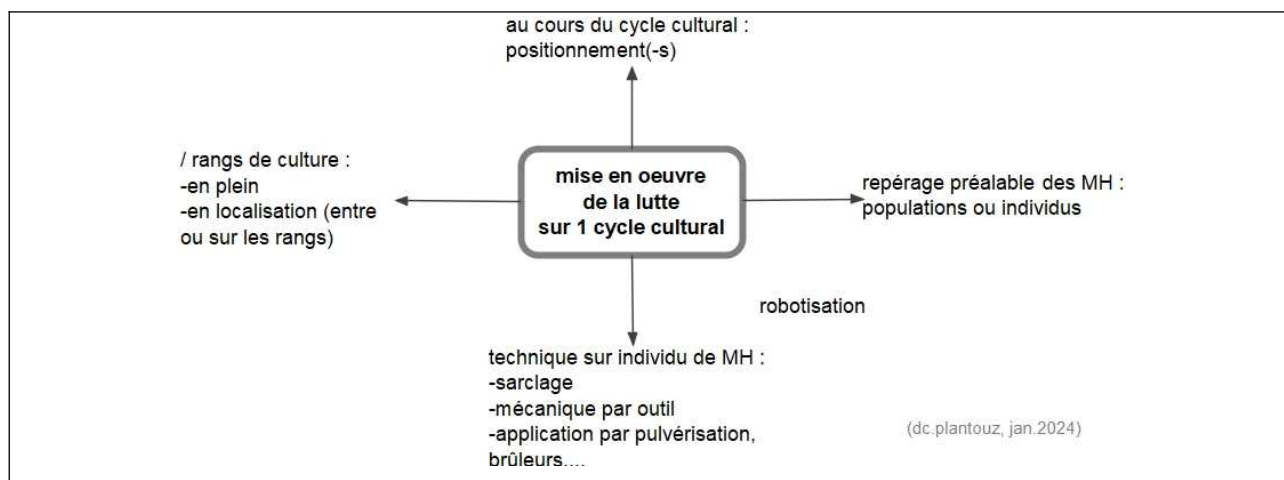 au cours du cycle cultural :
positionnement(-s)
/ rangs de culture :
-en plein
-en localisation (entre
ou sur les rangs)
mise en oeuvre
de la lutte
sur 1 cycle cultural
repérage préalable des MH :
populations ou individus
robotisation
technique sur individu de MH :
-sarclage
-mécanique par outil
-application par pulvérisation,
brûleurs....
(dc.plantouz, jan.2024)